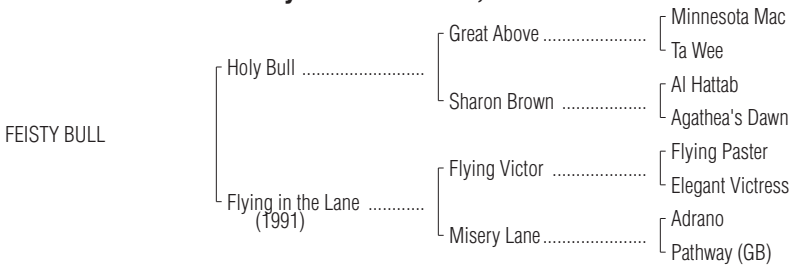 Minnesota Mac
Great Above ..........................
Ta Wee
Holy Bull ..........................
Al Hattab
Sharon Brown .....................
Agathea's Dawn
FEISTY BULL
Flying Paster
Flying Victor .....................
Elegant Victress
Flying in the Lane ............
(1991)
Adrano
Misery Lane .......................
Pathway (GB)